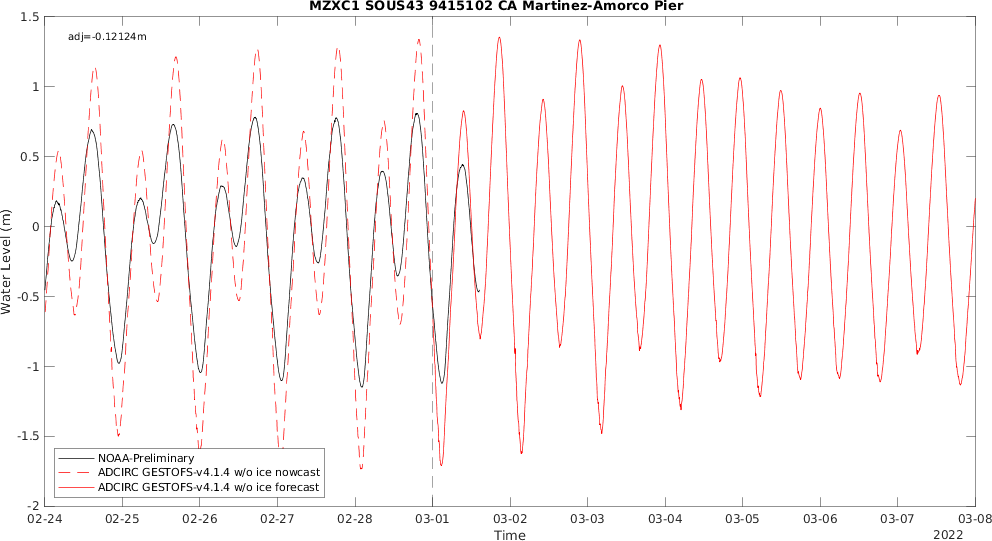 MZXC1 SOUS43 9415102 CA Martinez-Amorco Pier
adj=-0.12124m
1.5
1
0.5
0
-0.5
-1
-1.5
-2
Water Level (m)
NOAA-Preliminary
ADCIRC GESTOFS-v4.1.4 w/o ice nowcast
ADCIRC GESTOFS-v4.1.4 w/o ice forecast
02-24 02-25 02-26 02-27 02-28 03-01 03-02 03-03 03-04 03-05 03-06 03-07 03-08
Time
2022